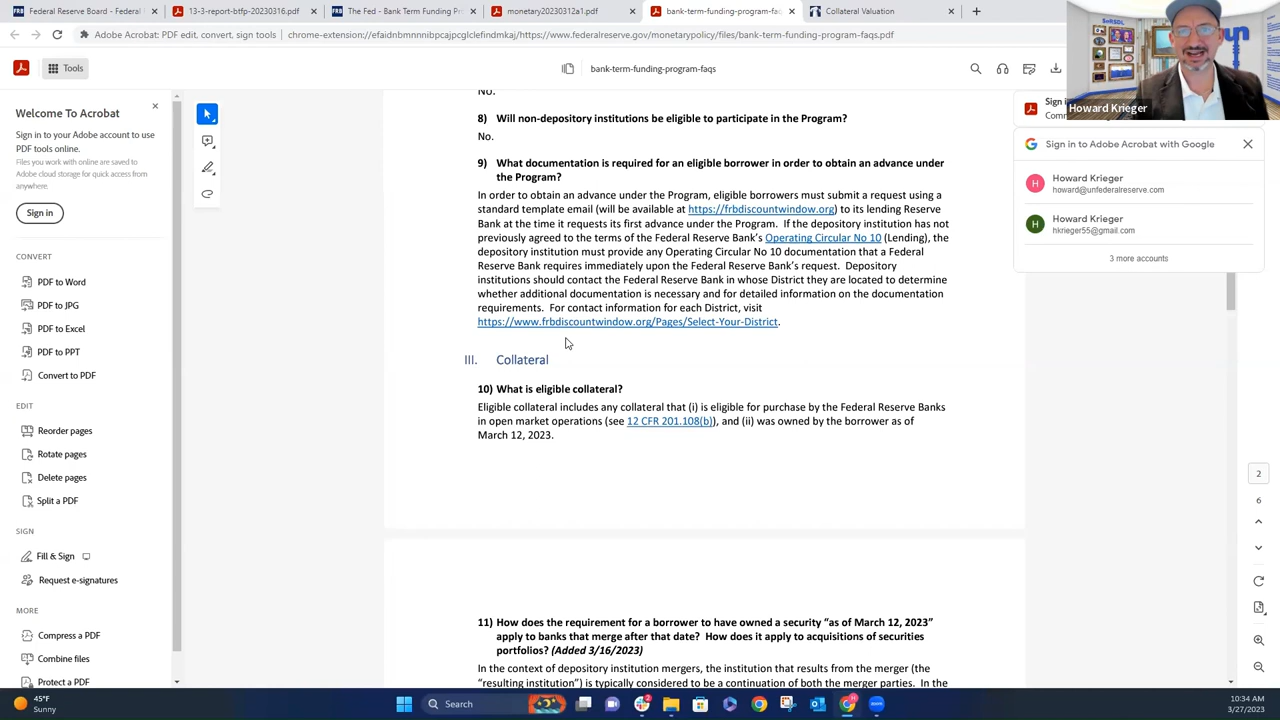 Bank Term Funding Program - Fed
13-3-report-btfp-20230316.pdf
The Fed - Bank Term Funding Pro
monetary20230312a1.pdf
bank-term-funding-program-faqs
Collateral Valuation
Adobe Acrobat: PDF edit, convert, sign tools | chrome-extension://efaidnbmnnnibpcajpcglclefindmkaj/https://www.federalreserve.gov/monetarypolicy/files/bank-term-funding-program-faqs.pdf
Tools
bank-term-funding-program-faqs
Howard Krieger
Welcome To Acrobat
Sign in to your Adobe account to use
PDF tools online.
Files you work with online are saved to
Adobe cloud storage for quick access from
anywhere.
Sign in
CONVERT
PDF to Word
PDF to JPG
PDF to Excel
PDF to PPT
Convert to PDF
EDIT
Reorder pages
Rotate pages
Delete pages
Split a PDF
SIGN
Fill & Sign
Request e-signatures
MORE
Compress a PDF
Combine files
Protect a PDF
No.
8) Will non-depository institutions be eligible to participate in the Program?
No.
9) What documentation is required for an eligible borrower in order to obtain an advance under
the Program?
In order to obtain an advance under the Program, eligible borrowers must submit a request using a
standard template email (will be available at https://frbdiscountwindow.org) to its lending Reserve
Bank at the time it requests its first advance under the Program. If the depository institution has not
previously agreed to the terms of the Federal Reserve Bank's Operating Circular No 10 (Lending), the
depository institution must provide any Operating Circular No 10 documentation that a Federal
Reserve Bank requires immediately upon the Federal Reserve Bank's request. Depository
institutions should contact the Federal Reserve Bank in whose District they are located to determine
whether additional documentation is necessary and for detailed information on the documentation
requirements. For contact information for each District, visit
https://www.frbdiscountwindow.org/Pages/Select-Your-District.
III. Collateral
10) What is eligible collateral?
Eligible collateral includes any collateral that (i) is eligible for purchase by the Federal Reserve Banks
in open market operations (see 12 CFR 201.108(b)), and (ii) was owned by the borrower as of
March 12, 2023.
11) How does the requirement for a borrower to have owned a security "as of March 12, 2023"
apply to banks that merge after that date? How does it apply to acquisitions of securities
portfolios? (Added 3/16/2023)
In the context of depository institution mergers, the institution that results from the merger (the
"resulting institution") is typically considered to be a continuation of both the merger parties. In the
Sign i
Sign in to Adobe Acrobat with Google
H
Howard Krieger
howard@unfederalreserve.com
H
Howard Krieger
hkrieger55@gmail.com
3 more accounts
2
6
45°F
Sunny
Search
10:34 AM
3/27/2023